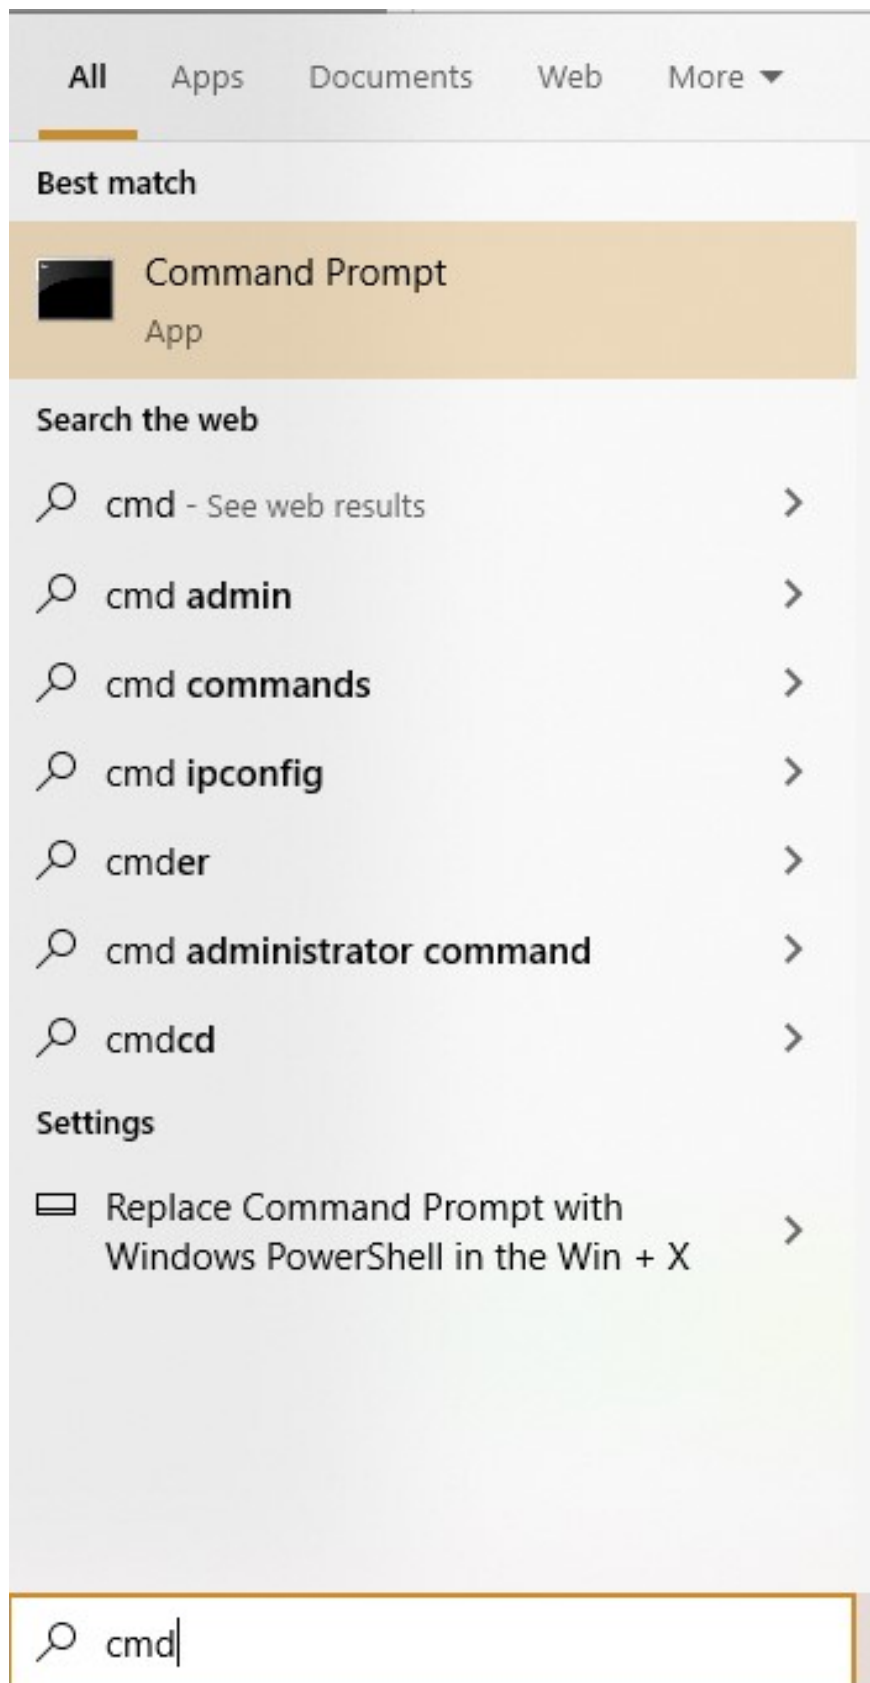 All Apps Documents Web More
Best match
Command Prompt
App
Search the web
cmd - See web results
cmd admin
cmd commands
cmd ipconfig
cmder
cmd administrator command
cmdcd
Settings
Replace Command Prompt with
Windows PowerShell in the Win + X
cmd